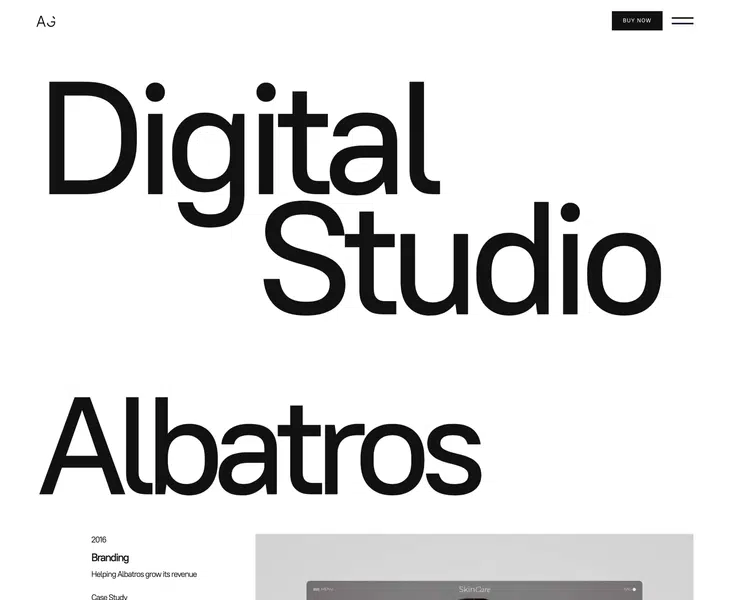 AG
BUY NOW
Digital
Studio
Albatros
2016
Branding
Helping Albatros grow its revenue
Case Study
SkinCare